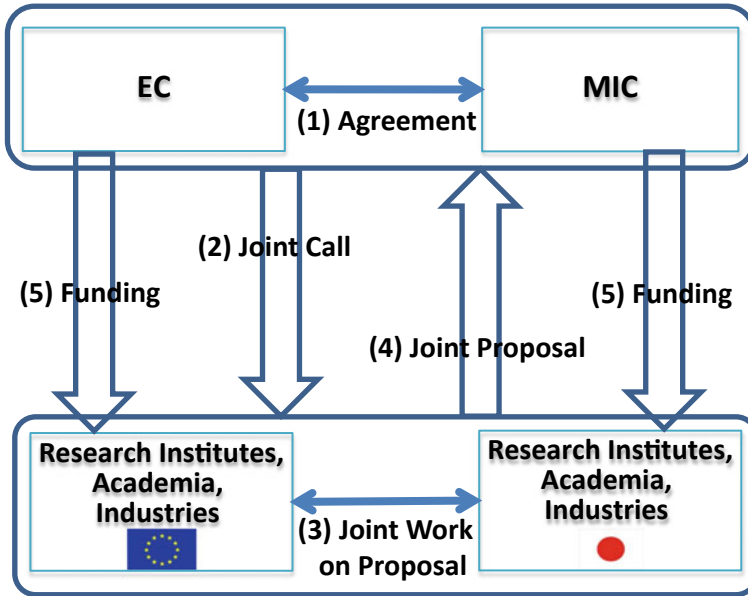 EC
MIC
(1) Agreement
(2) Joint Call
(5) Funding
(5) Funding
(4) Joint Proposal
Research Institutes,
Academia,
Industries
Research Institutes,
Academia,
Industries
(3) Joint Work
on Proposal